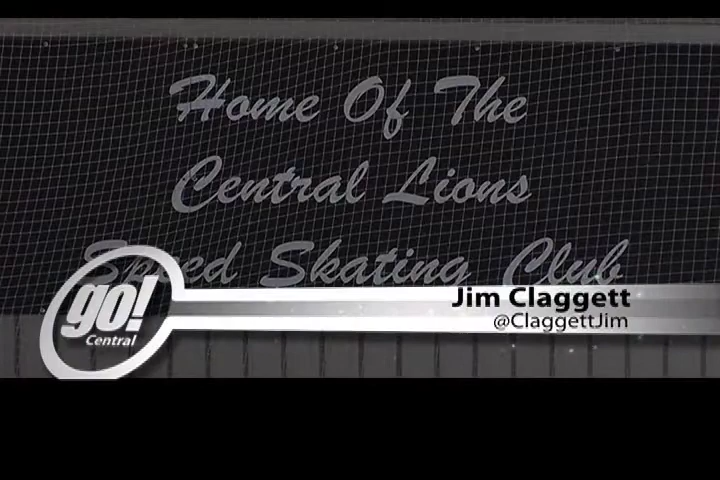 Home Of The
Central Lions
Speed Skating Club
Jim Claggett
go!
@ClaggettJim
Central